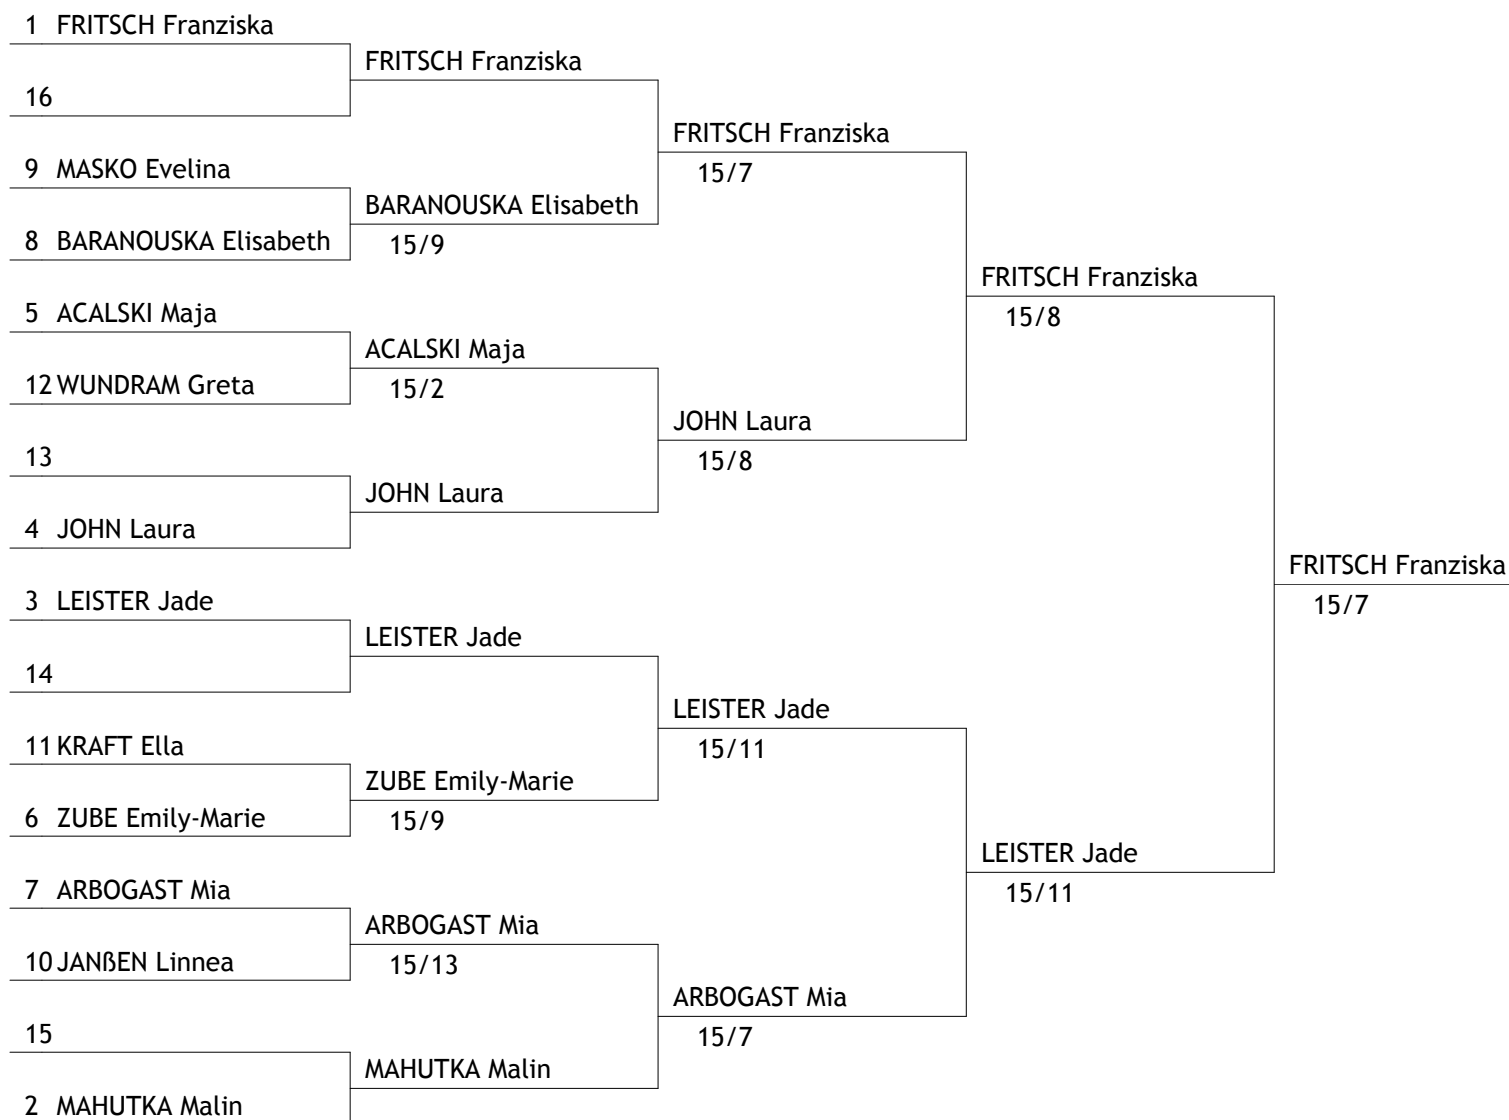 1 FRITSCH Franziska
16
9 MASKO Evelina
8 BARANOUSKA Elisabeth
5 ACALSKI Maja
12 WUNDRAM Greta
13
4 JOHN Laura
3 LEISTER Jade
14
11 KRAFT Ella
6 ZUBE Emily-Marie
7 ARBOGAST Mia
10 JANßEN Linnea
15
2 MAHUTKA Malin
FRITSCH Franziska
BARANOUSKA Elisabeth
15/9
ACALSKI Maja
15/2
JOHN Laura
LEISTER Jade
ZUBE Emily-Marie
15/9
ARBOGAST Mia
15/13
MAHUTKA Malin
FRITSCH Franziska
15/7
JOHN Laura
15/8
LEISTER Jade
15/11
ARBOGAST Mia
15/7
FRITSCH Franziska
15/8
LEISTER Jade
15/11
FRITSCH Franziska
15/7